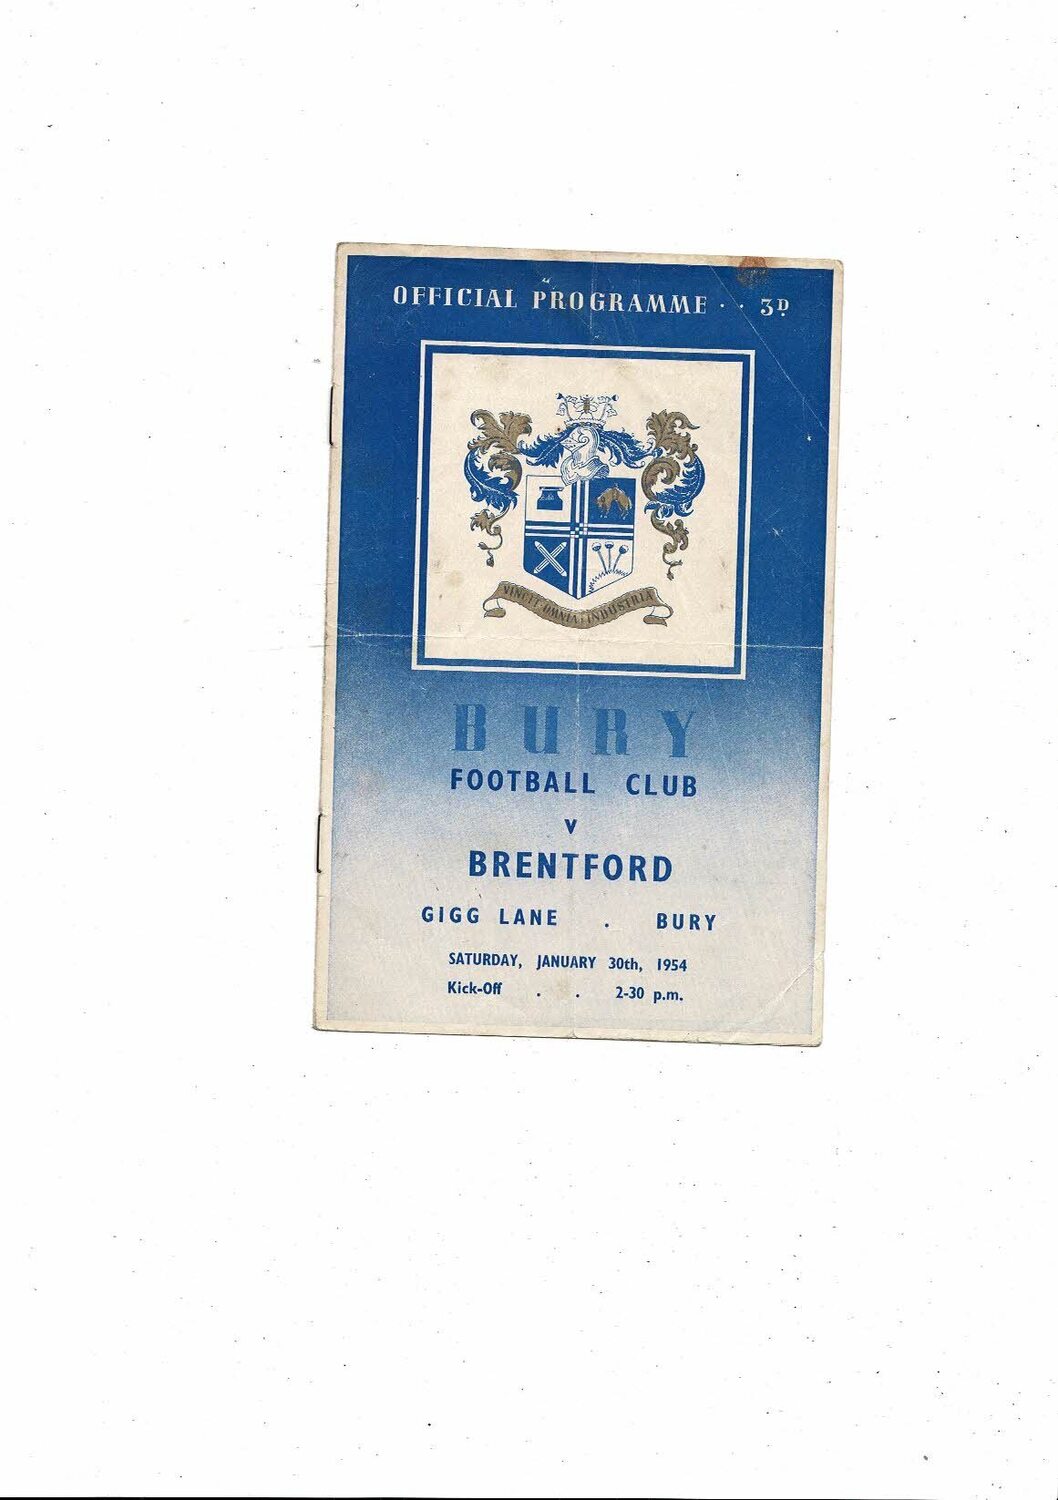 OFFICIAL PROGRAMME . . 3D.
VINCIT OMNIA INDUSTRIA
BURY
FOOTBALL CLUB
V
BRENTFORD
GIGG LANE . BURY
SATURDAY, JANUARY 30th, 1954
Kick-Off . . 2-30 p.m.